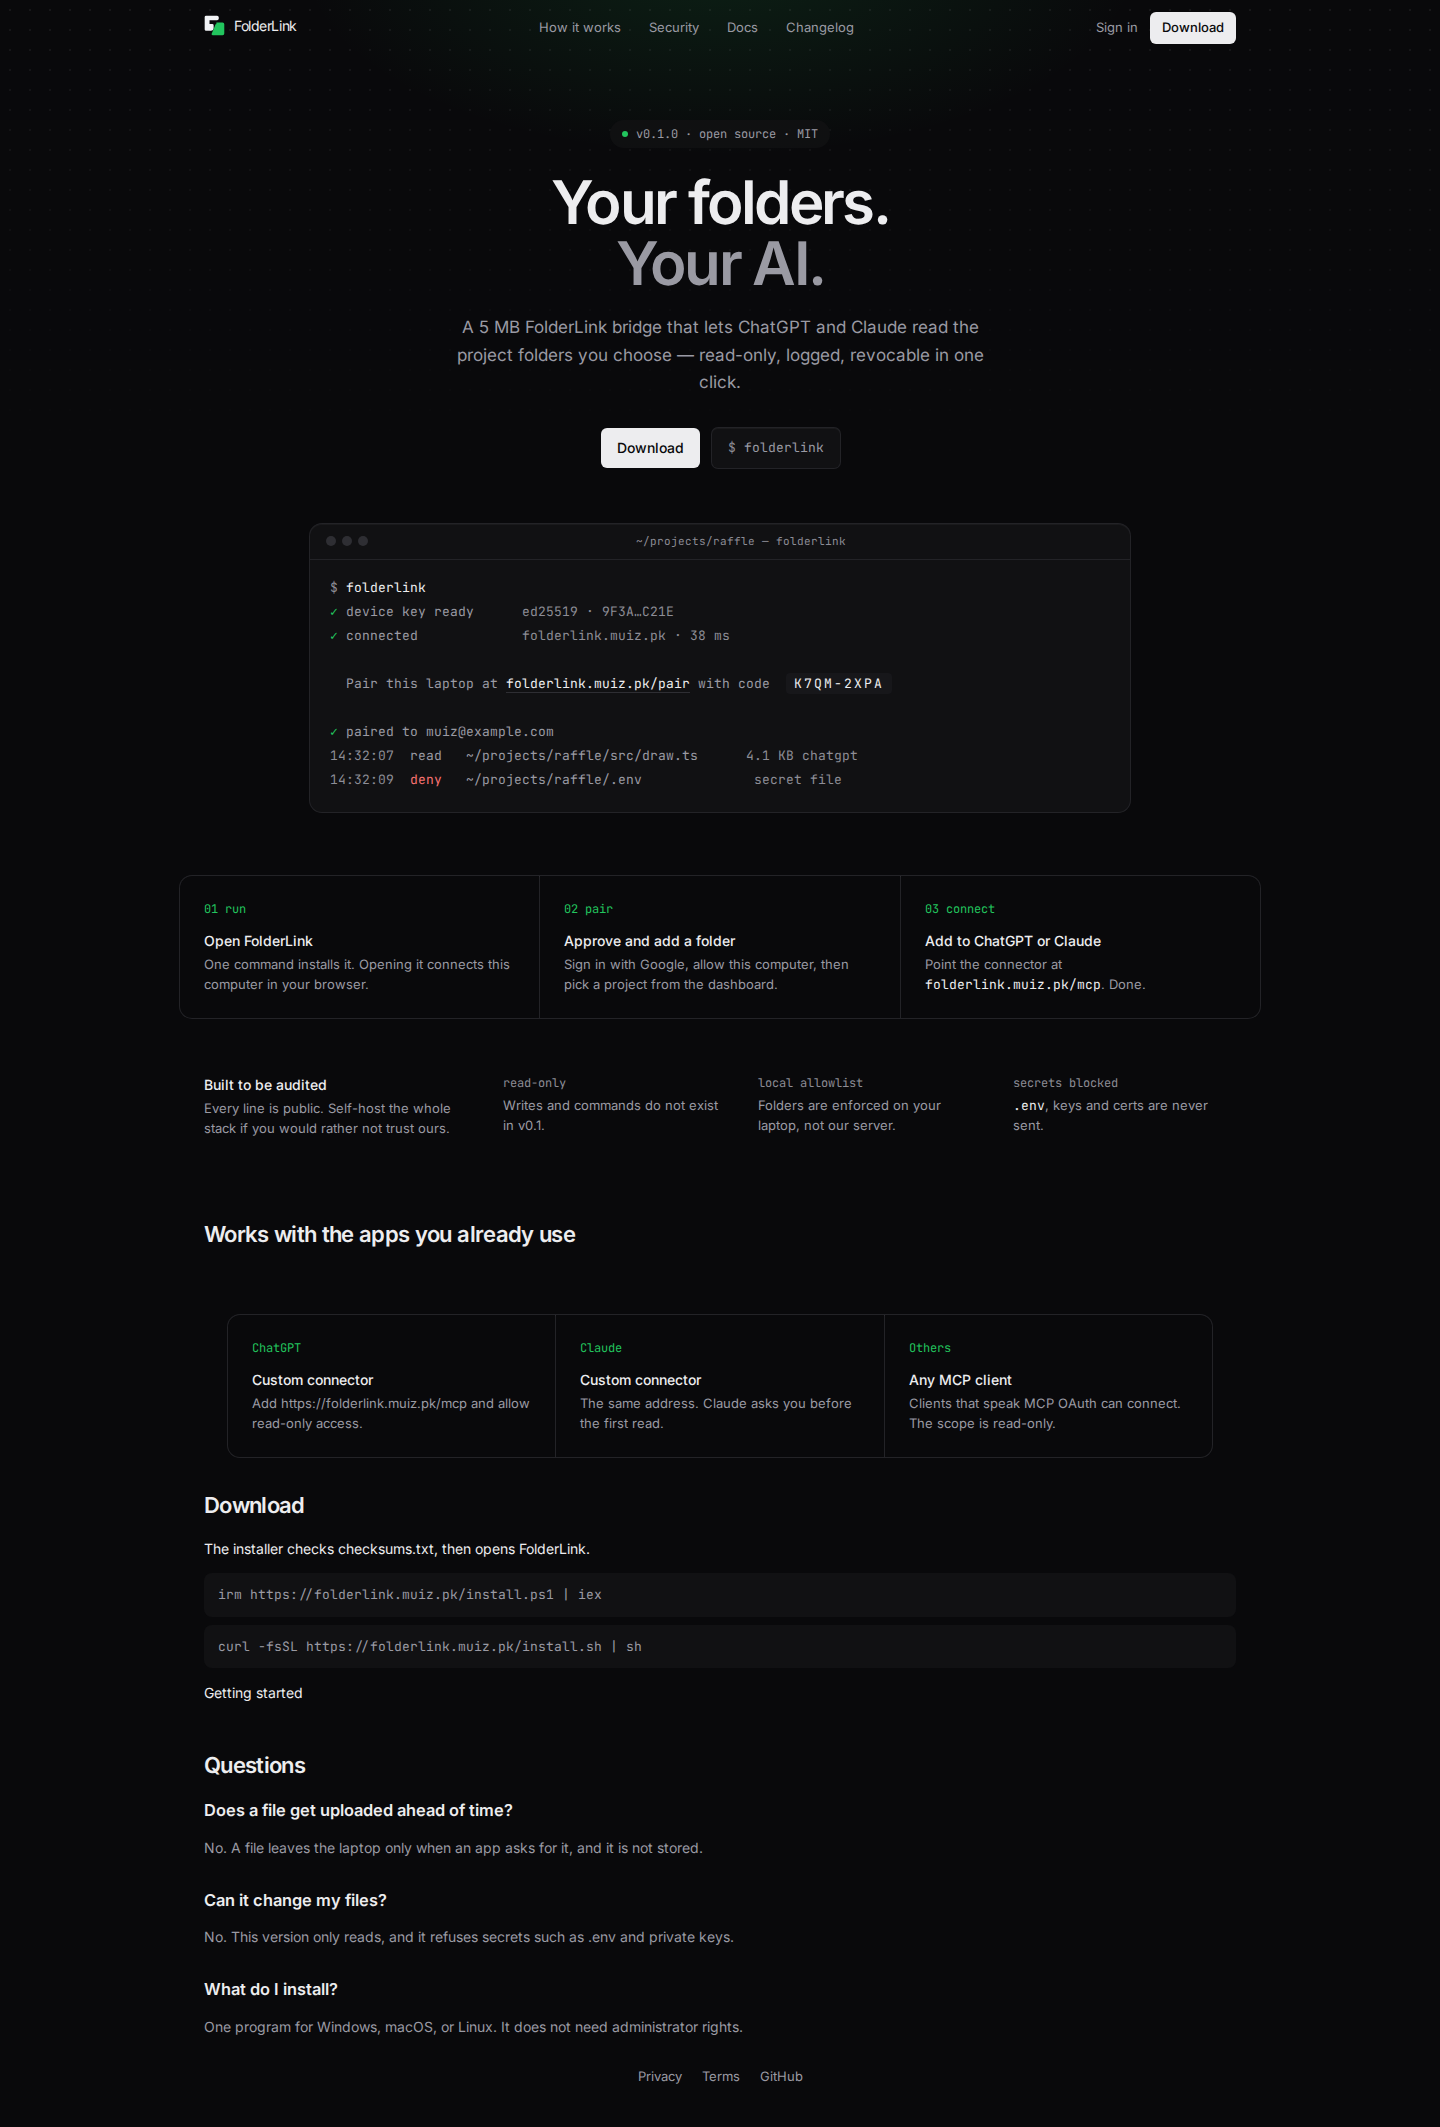 FolderLink
How it works Security Docs Changelog
Sign in Download
v0.1.0 · open source · MIT
Your folders.
Your AI.
A 5 MB FolderLink bridge that lets ChatGPT and Claude read the
project folders you choose — read-only, logged, revocable in one
click.
Download $ folderlink
~/projects/raffle — folderlink
$ folderlink
✓ device key ready ed25519 · 9F3A…C21E
✓ connected folderlink.muiz.pk · 38 ms
Pair this laptop at folderlink.muiz.pk/pair with code K7QM-2XPA
✓ paired to muiz@example.com
14:32:07 read ~/projects/raffle/src/draw.ts 4.1 KB chatgpt
14:32:09 deny ~/projects/raffle/.env secret file
01 run
Open FolderLink
One command installs it. Opening it connects this
computer in your browser.
02 pair
Approve and add a folder
Sign in with Google, allow this computer, then
pick a project from the dashboard.
03 connect
Add to ChatGPT or Claude
Point the connector at
folderlink.muiz.pk/mcp. Done.
Built to be audited
Every line is public. Self-host the whole
stack if you would rather not trust ours.
read-only
Writes and commands do not exist
in v0.1.
local allowlist
Folders are enforced on your
laptop, not our server.
secrets blocked
.env, keys and certs are never
sent.
Works with the apps you already use
ChatGPT
Custom connector
Add https://folderlink.muiz.pk/mcp and allow
read-only access.
Claude
Custom connector
The same address. Claude asks you before
the first read.
Others
Any MCP client
Clients that speak MCP OAuth can connect.
The scope is read-only.
Download
The installer checks checksums.txt, then opens FolderLink.
irm https://folderlink.muiz.pk/install.ps1 | iex
curl -fsSL https://folderlink.muiz.pk/install.sh | sh
Getting started
Questions
Does a file get uploaded ahead of time?
No. A file leaves the laptop only when an app asks for it, and it is not stored.
Can it change my files?
No. This version only reads, and it refuses secrets such as .env and private keys.
What do I install?
One program for Windows, macOS, or Linux. It does not need administrator rights.
Privacy Terms GitHub